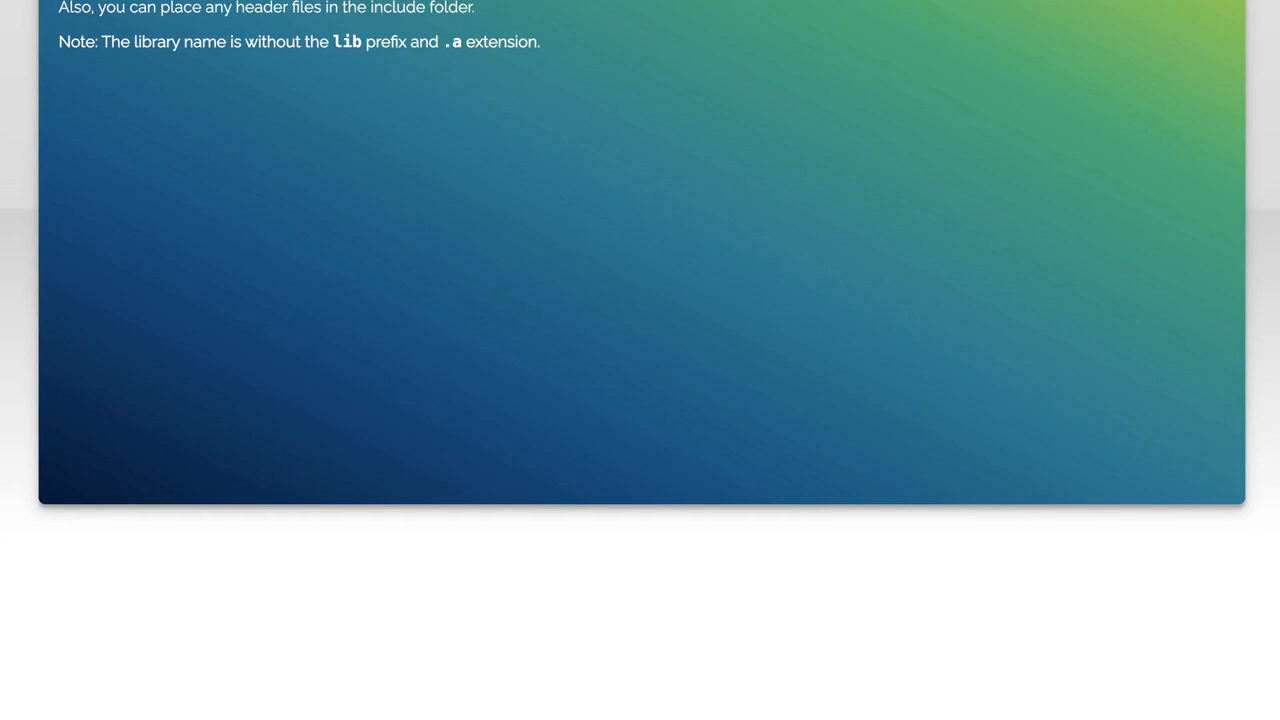 Also, you can place any header files in the include folder.
Note: The library name is without the lib prefix and .a extension.